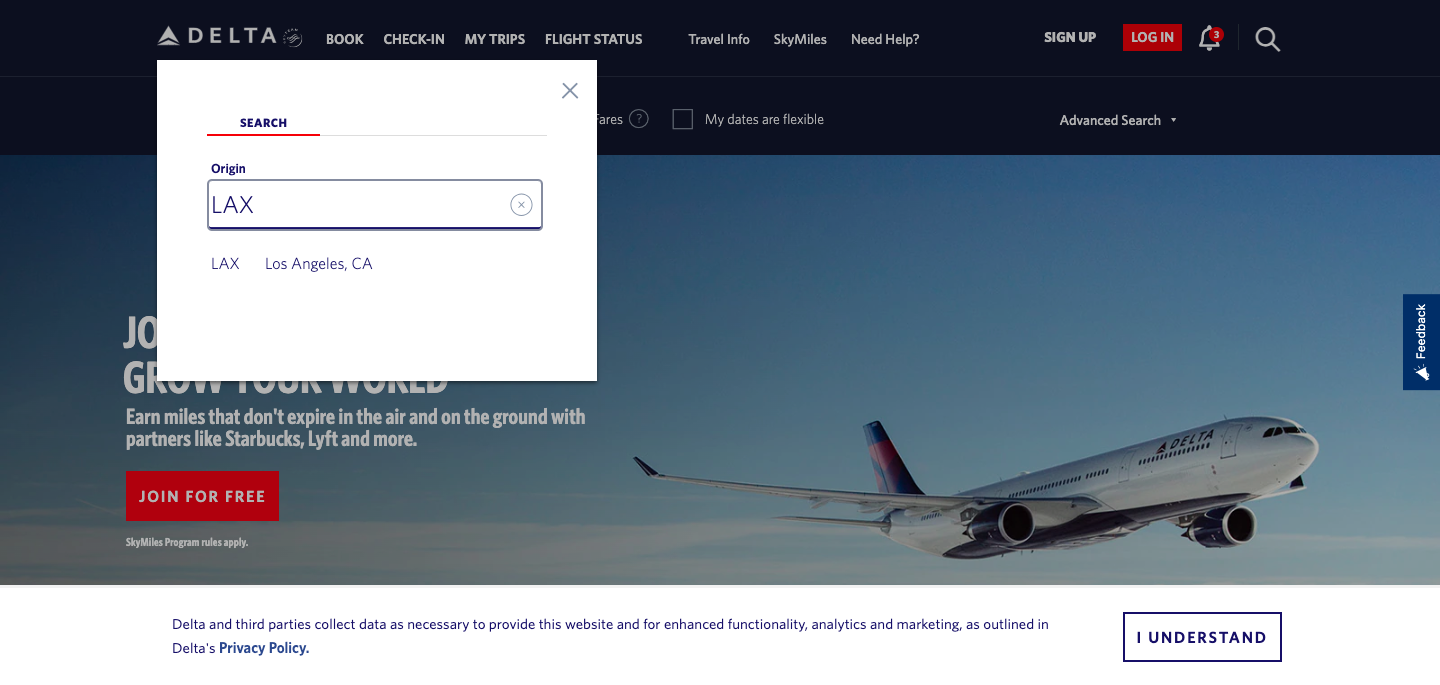 DELTA
BOOK
CHECK-IN
MY TRIPS
FLIGHT STATUS
Travel Info
SkyMiles
Need Help?
SIGN UP
LOG IN
3
SEARCH
Origin
LAX
LAX Los Angeles, CA
Fares
?
My dates are flexible
Advanced Search
GROW YOUR WORLD
Earn miles that don't expire in the air and on the ground with
partners like Starbucks, Lyft and more.
JOIN FOR FREE
SkyMiles Program rules apply.
DELTA
Feedback
Delta and third parties collect data as necessary to provide this website and for enhanced functionality, analytics and marketing, as outlined in
Delta's Privacy Policy.
I UNDERSTAND